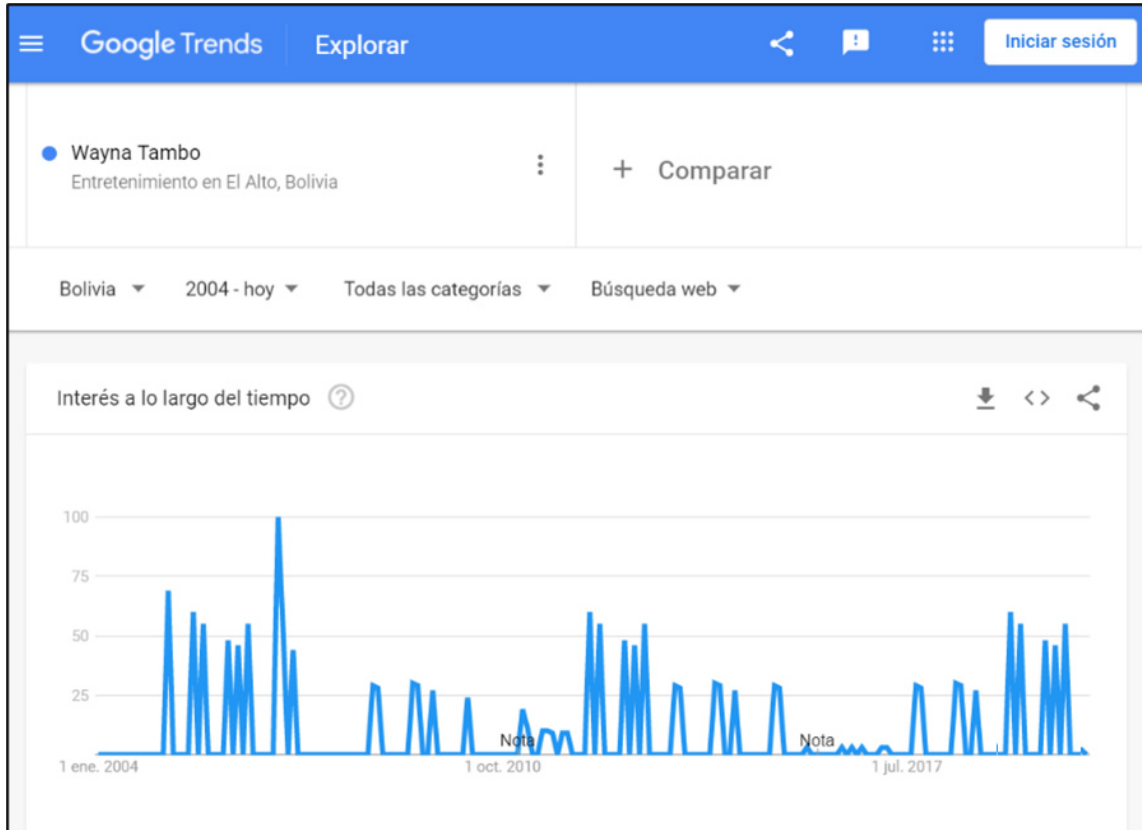 Google Trends
Explorar
Iniciar sesión
Wayna Tambo
Entretenimiento en El Alto, Bolivia
+ Comparar
Bolivia
2004 - hoy
Todas las categorías
Búsqueda web
Interés a lo largo del tiempo
100
75
50
25
Nota
Nota
1 ene. 2004
1 oct. 2010
1 jul. 2017